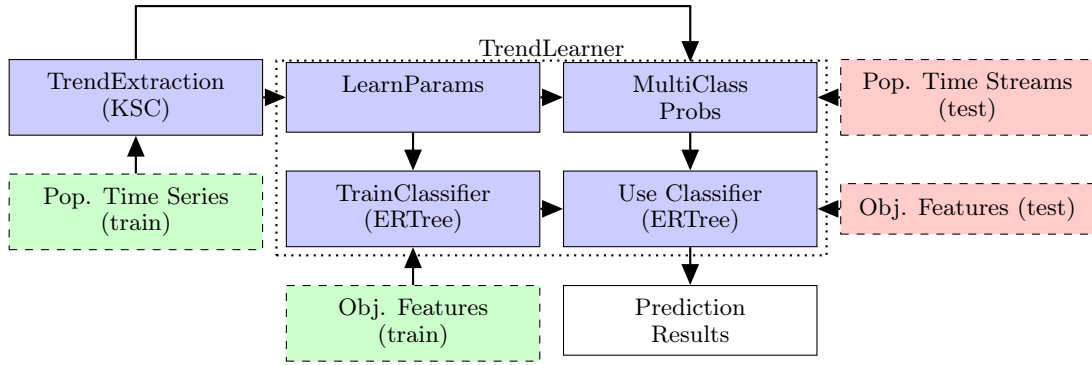 TrendLearner
TrendExtraction
(KSC)
LearnParams
MultiClass
Probs
Pop. Time Streams
(test)
Pop. Time Series
(train)
TrainClassifier
(ERTree)
Use Classifier
(ERTree)
Obj. Features (test)
Obj. Features
(train)
Prediction
Results